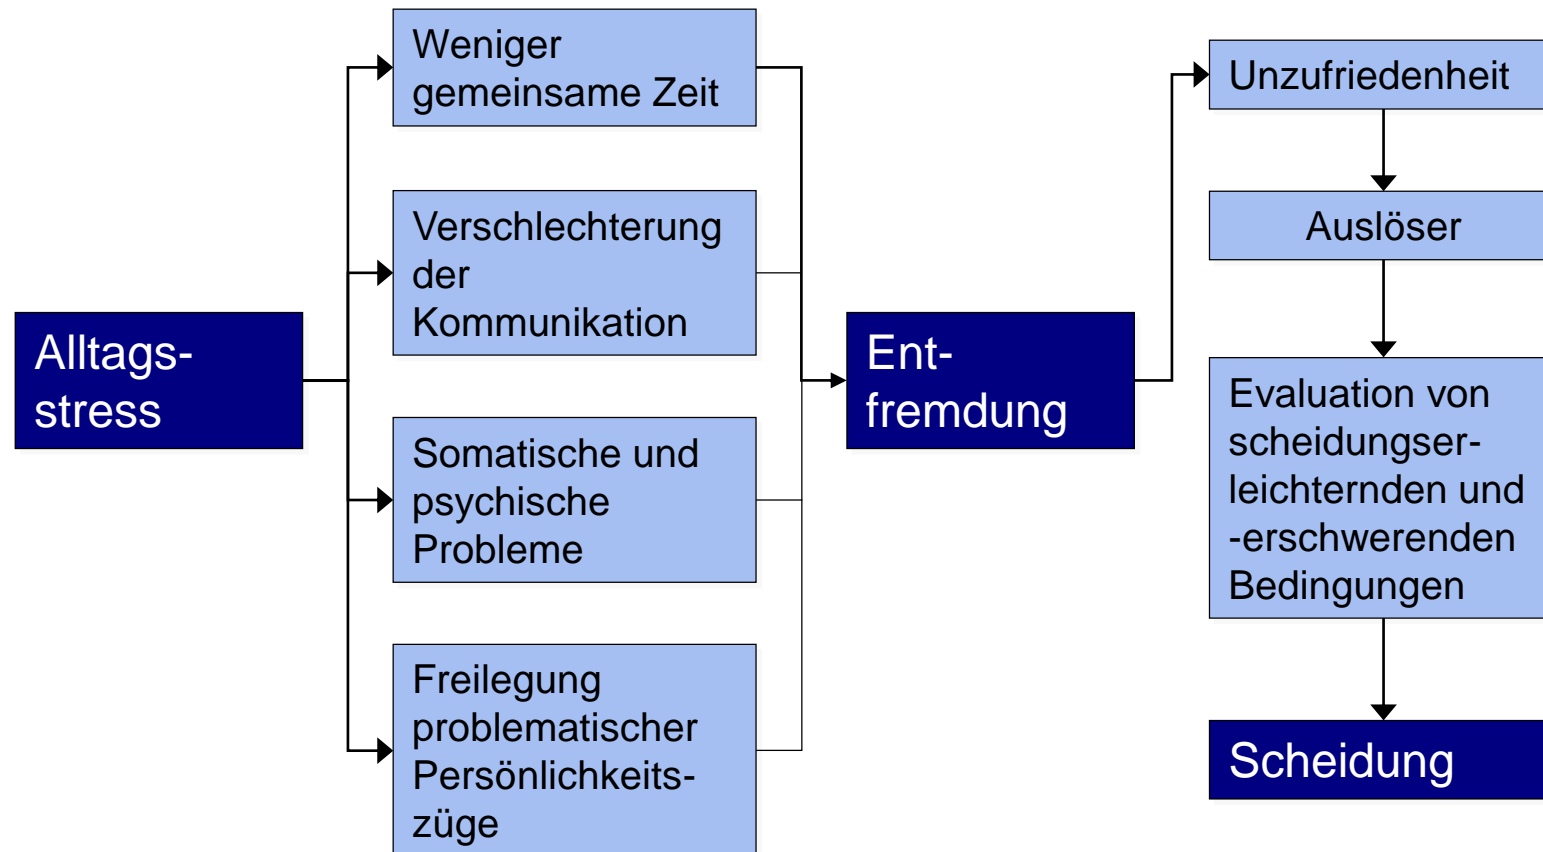 Alltags-
stress
Weniger
gemeinsame Zeit
Verschlechterung
der
Kommunikation
Somatische und
psychische
Probleme
Freilegung
problematischer
Persönlichkeits-
züge
Ent-
fremdung
Unzufriedenheit
Auslöser
Evaluation von
scheidungser-
leichternden und
-erschwerenden
Bedingungen
Scheidung